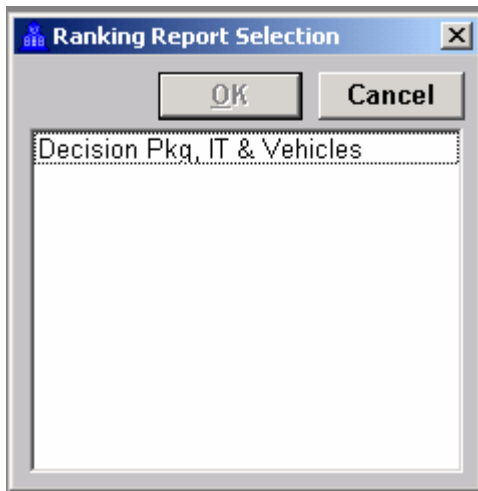 Ranking Report Selection
OK
Cancel
Decision Pkg, IT & Vehicles